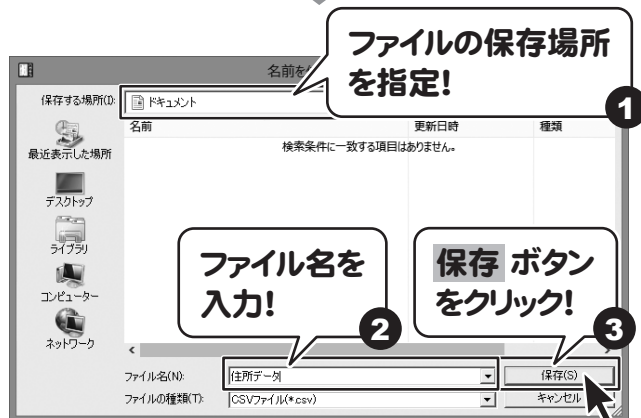 ファイルの保存場所
を指定!
1
名前を
保存する場所(I):
ドキュメント
名前
更新日時
種類
検索条件に一致する項目はありません。
最近表示した場所
デスクトップ
ライブラリ
コンピューター
ネットワーク
ファイル名を
入力!
2
保存 ボタン
をクリック!
3
ファイル名(N):
住所データ
保存(S)
ファイルの種類(T):
CSVファイル(*.csv)
キャンセル